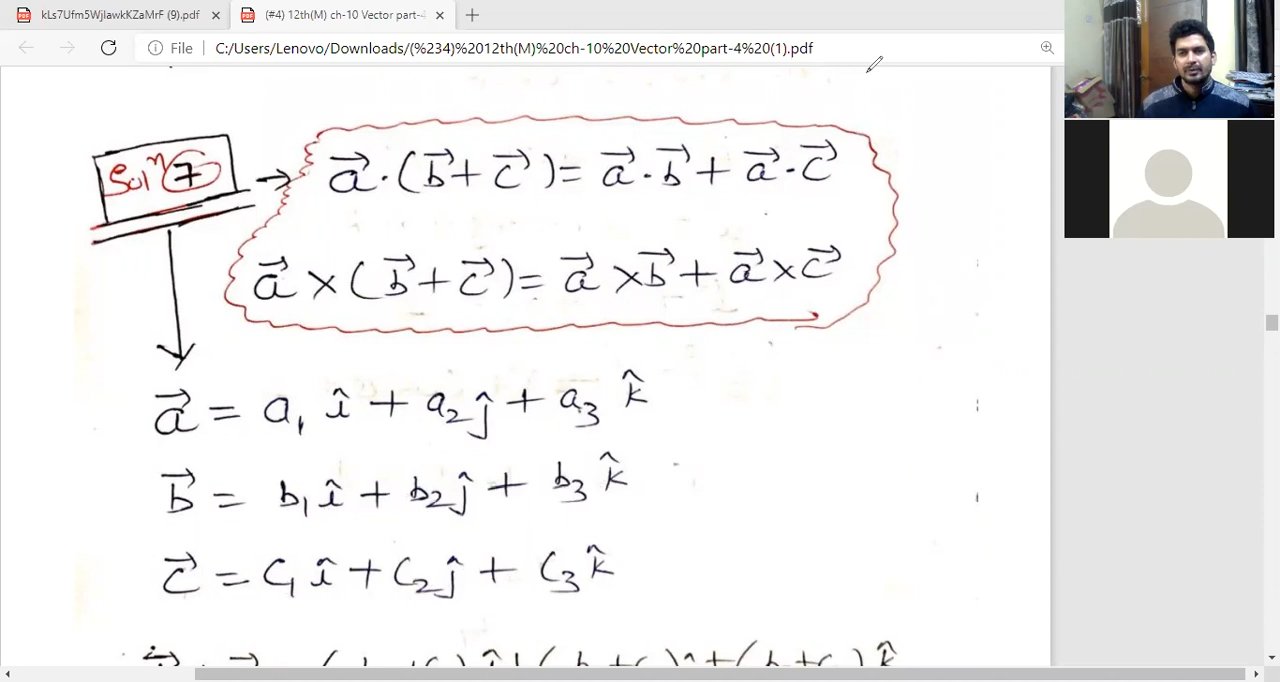 kLs7Ufm5WjlawkKZaMrF (9).pdf
(#4) 12th(M) ch-10 Vector part-4
File
C:/Users/Lenovo/Downloads/(%234)%2012th(M)%20ch-10%20Vector%20part-4%20(1).pdf
Solⁿ 7 → a⃗·(b⃗+c⃗)= a⃗·b⃗+ a⃗·c⃗
a⃗×(b⃗+c⃗)= a⃗×b⃗+ a⃗×c⃗
a⃗ = a₁ î + a₂ ĵ + a₃ k̂
b⃗ = b₁ î + b₂ ĵ + b₃ k̂
c⃗ = c₁ î + c₂ ĵ + c₃ k̂